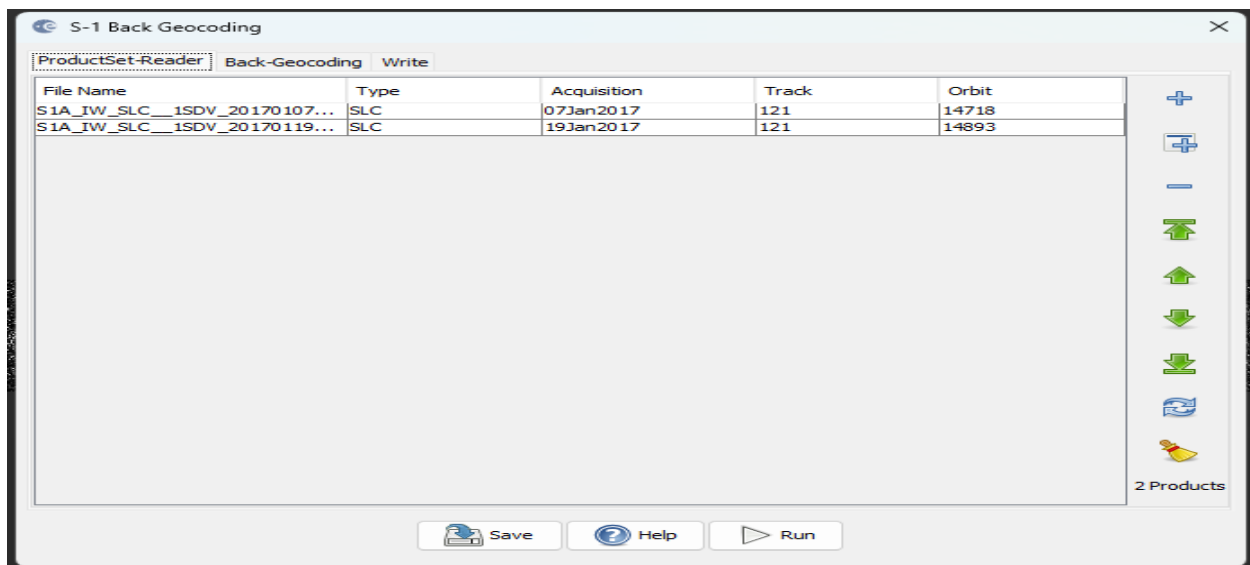 S-1 Back Geocoding
ProductSet-Reader Back-Geocoding Write
File Name Type Acquisition Track Orbit
S1A_IW_SLC__1SDV_20170107... SLC 07Jan2017 121 14718
S1A_IW_SLC__1SDV_20170119... SLC 19Jan2017 121 14893
2 Products
Save Help Run